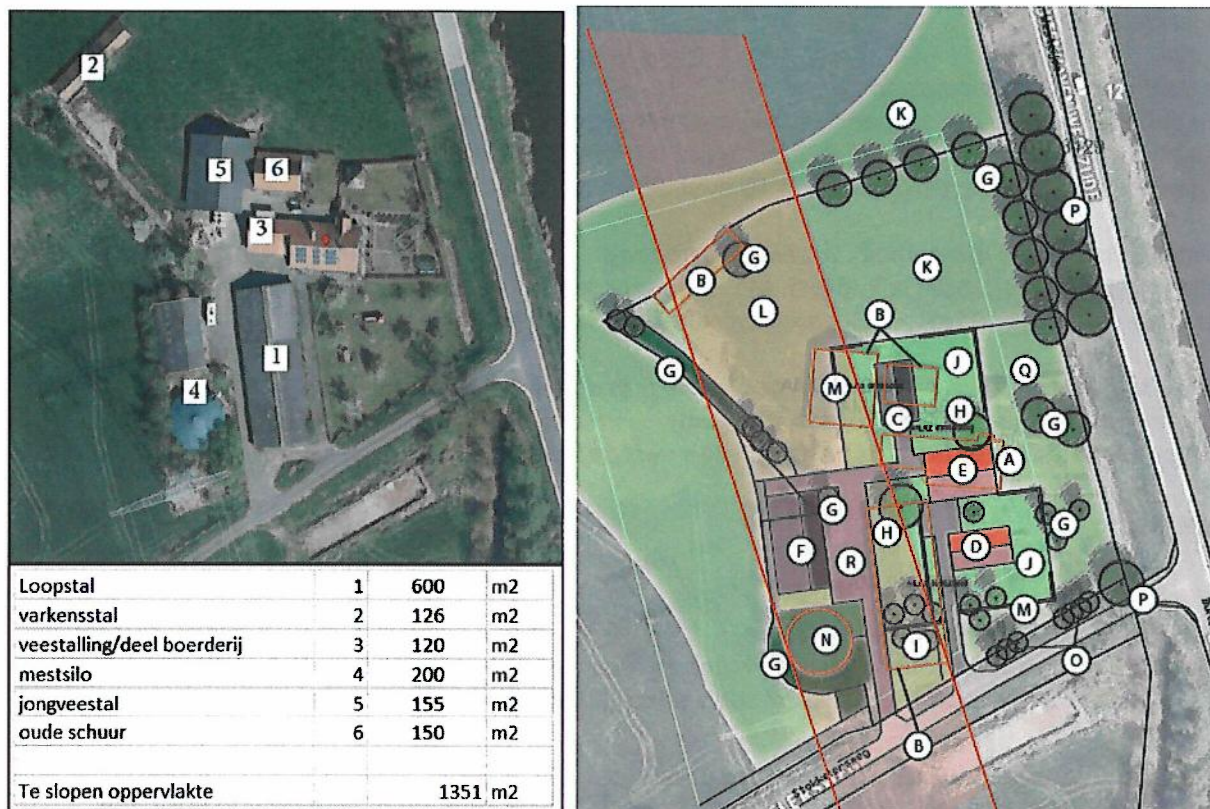 2
5
6
3
1
4
Loopstal 1 600 m2
varkensstal 2 126 m2
veestalling/deel boerderij 3 120 m2
mestsilo 4 200 m2
jongveestal 5 155 m2
oude schuur 6 150 m2
Te slopen oppervlakte 1351 m2
12
K
G
P
B
G
K
L
B
G
M
J
Q
C
H
G
E
A
G
H
D
G
F
R
J
M
P
N
I
G
O
B